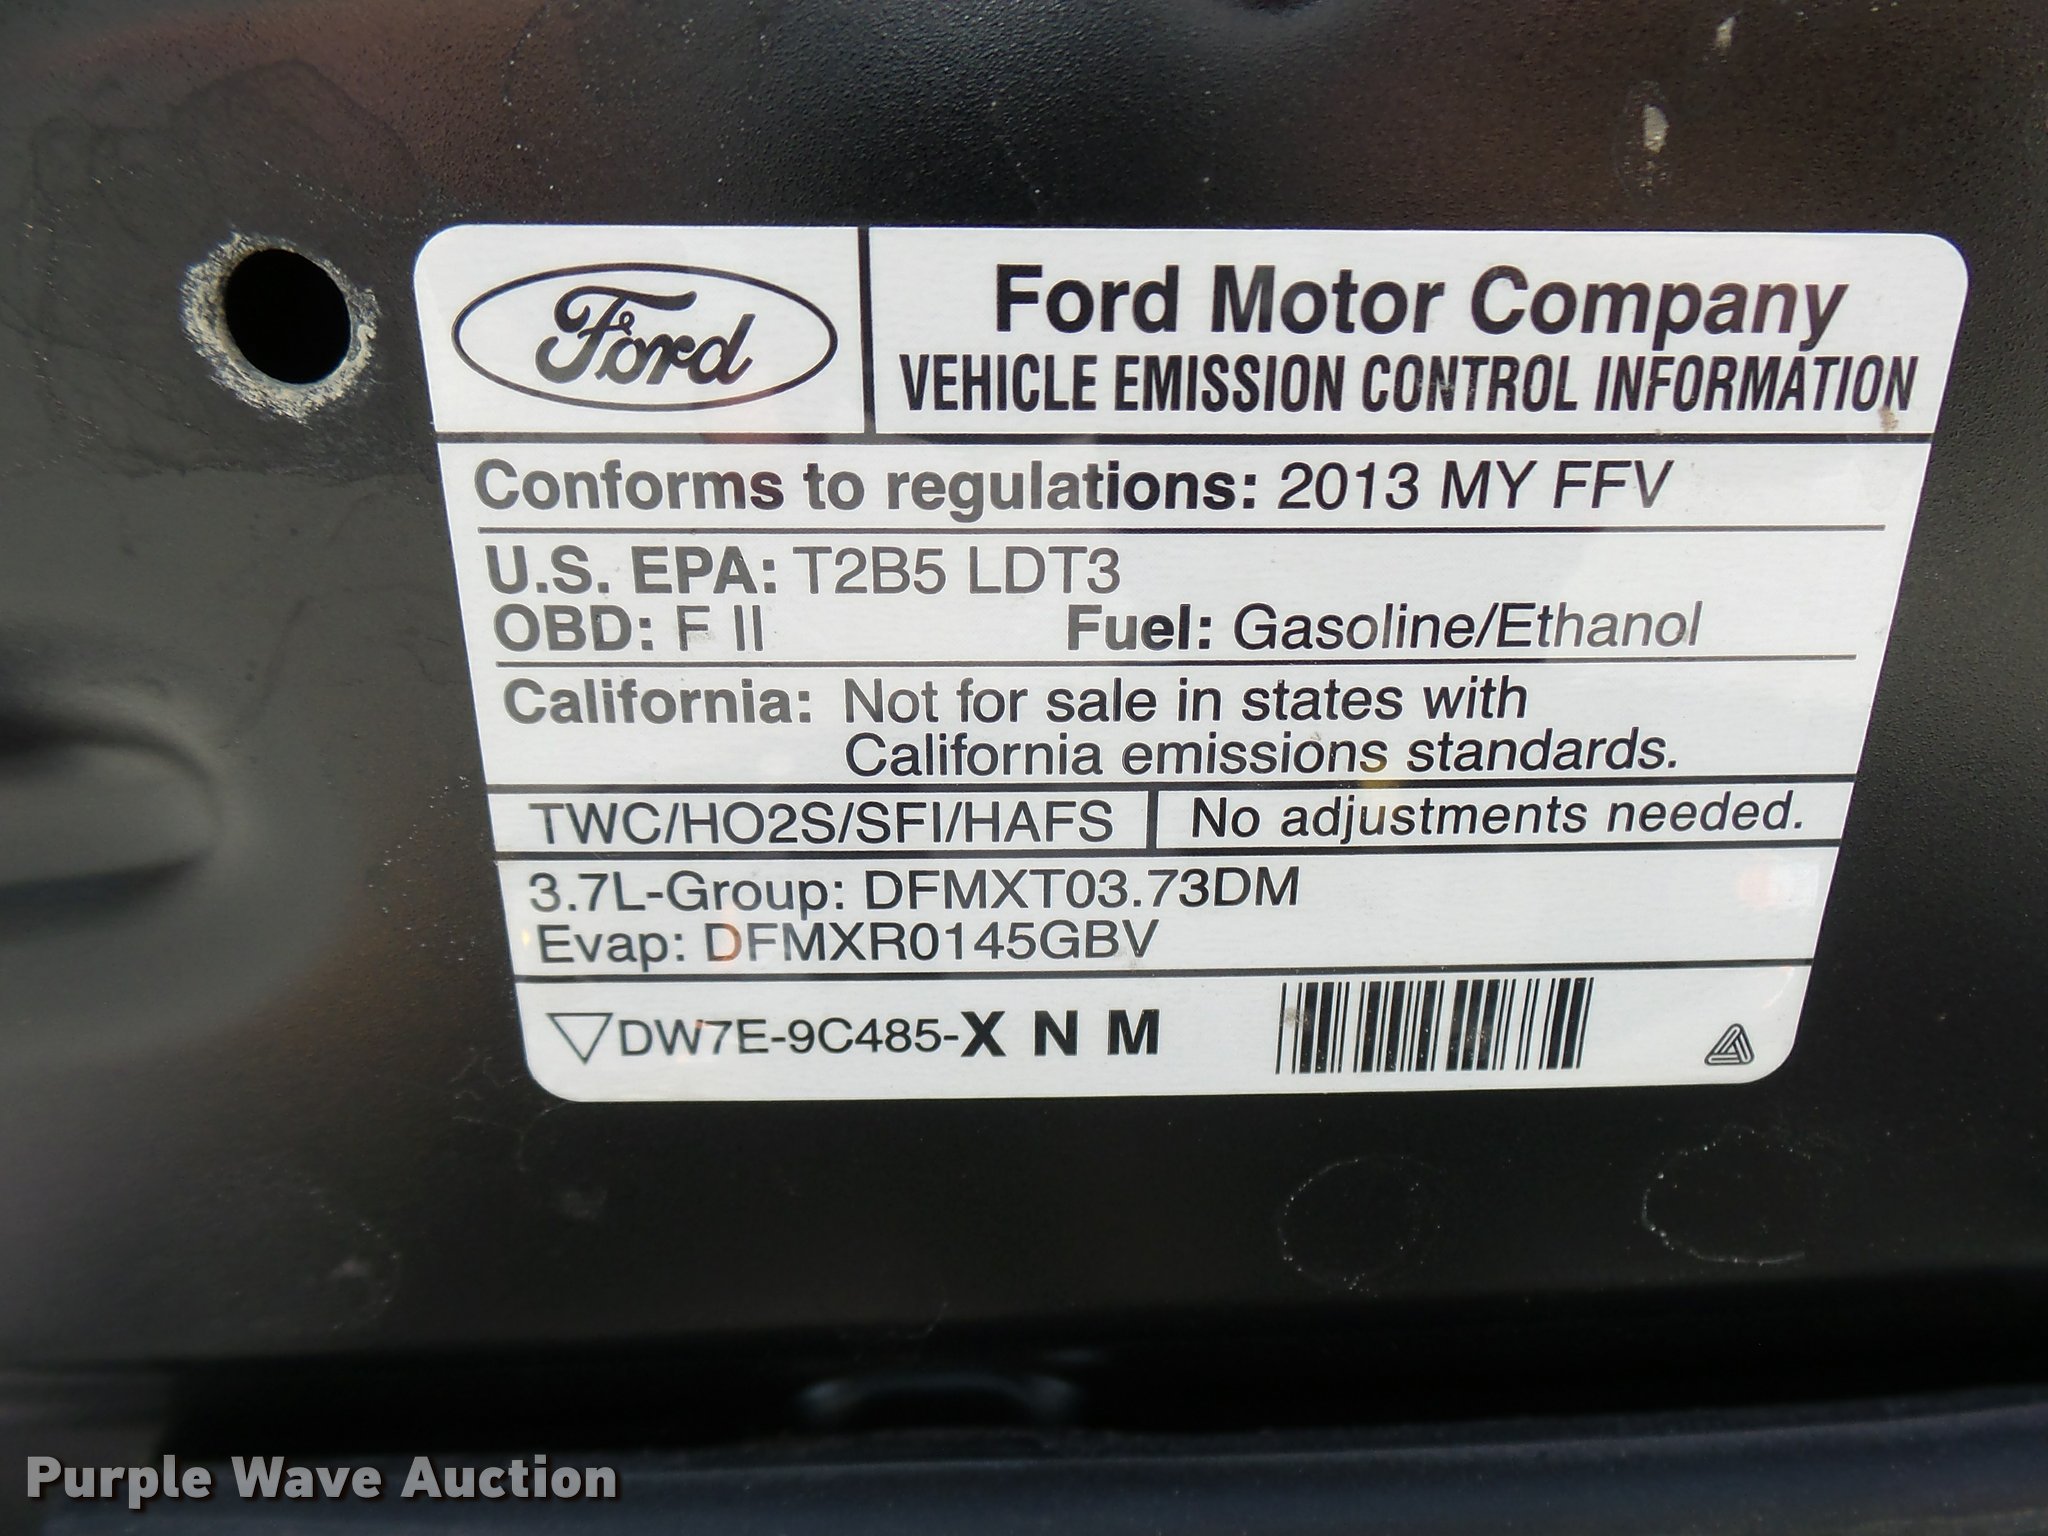 Ford
Ford Motor Company
VEHICLE EMISSION CONTROL INFORMATION
Conforms to regulations: 2013 MY FFV
U.S. EPA: T2B5 LDT3
OBD: F II Fuel: Gasoline/Ethanol
California: Not for sale in states with
California emissions standards.
TWC/HO2S/SFI/HAFS No adjustments needed.
3.7L-Group: DFMXT03.73DM
Evap: DFMXR0145GBV
DW7E-9C485-X N M
Purple Wave Auction